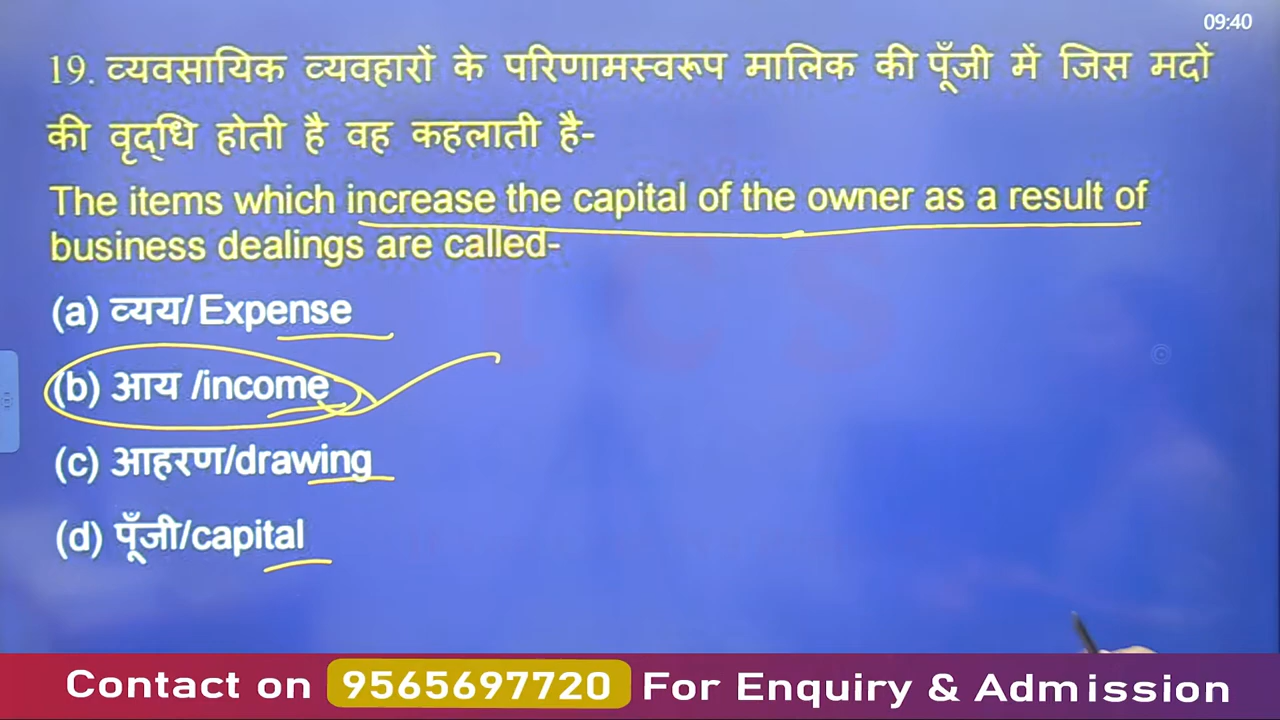 09:40
19. व्यवसायिक व्यवहारों के परिणामस्वरूप मालिक की पूँजी में जिस मदों
की वृद्धि होती है वह कहलाती है-
The items which increase the capital of the owner as a result of
business dealings are called-
(a) व्यय/Expense
(b) आय /income
(c) आहरण/drawing
(d) पूँजी/capital
Contact on 9565697720 For Enquiry & Admission